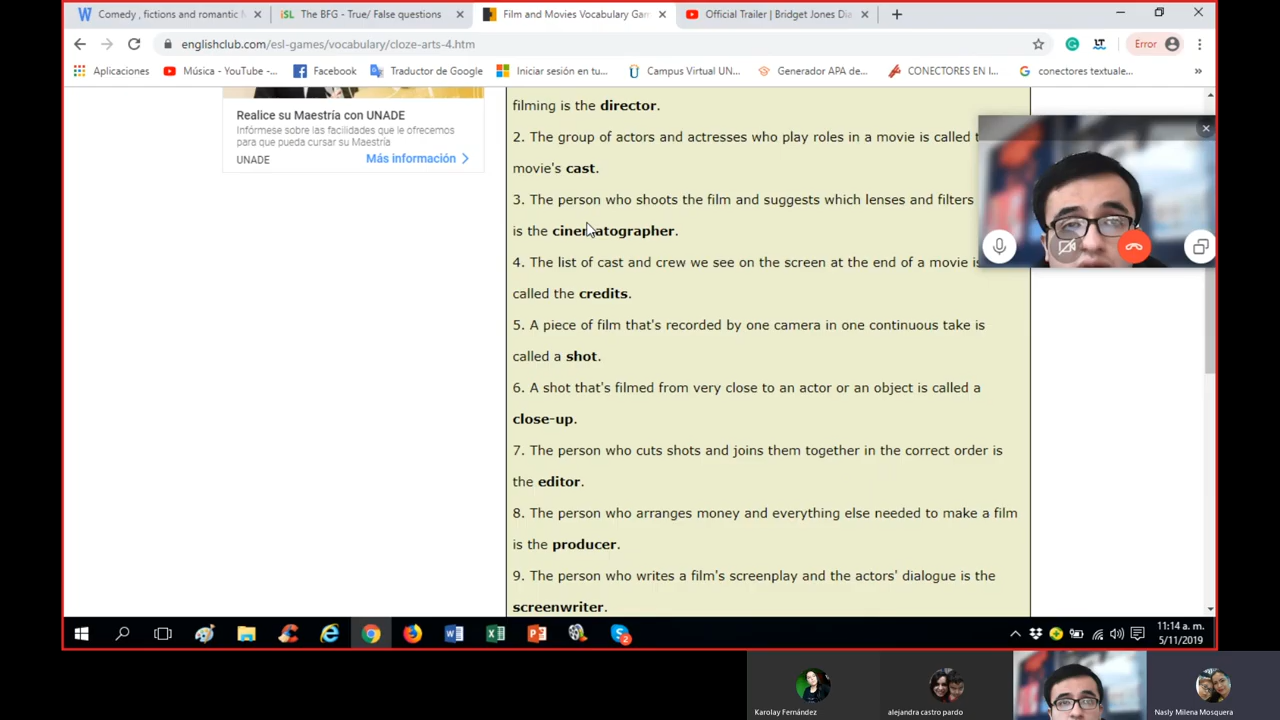 Comedy , fictions and romantic
The BFG - True/ False questions
Film and Movies Vocabulary Gam
Official Trailer | Bridget Jones Dia
englishclub.com/esl-games/vocabulary/cloze-arts-4.htm
Error
Aplicaciones
Música - YouTube -...
Facebook
Traductor de Google
Iniciar sesión en tu...
Campus Virtual UN...
Generador APA de...
CONECTORES EN I...
conectores textuale...
»
Realice su Maestría con UNADE
Infórmese sobre las facilidades que le ofrecemos
para que pueda cursar su Maestría
UNADE
Más información
filming is the director.
2. The group of actors and actresses who play roles in a movie is called
movie's cast.
3. The person who shoots the film and suggests which lenses and filters
is the cinematographer.
4. The list of cast and crew we see on the screen at the end of a movie is
called the credits.
5. A piece of film that's recorded by one camera in one continuous take is
called a shot.
6. A shot that's filmed from very close to an actor or an object is called a
close-up.
7. The person who cuts shots and joins them together in the correct order is
the editor.
8. The person who arranges money and everything else needed to make a film
is the producer.
9. The person who writes a film's screenplay and the actors' dialogue is the
screenwriter.
11:14 a. m.
5/11/2019
Karolay Fernández
alejandra castro pardo
Nasly Milena Mosquera